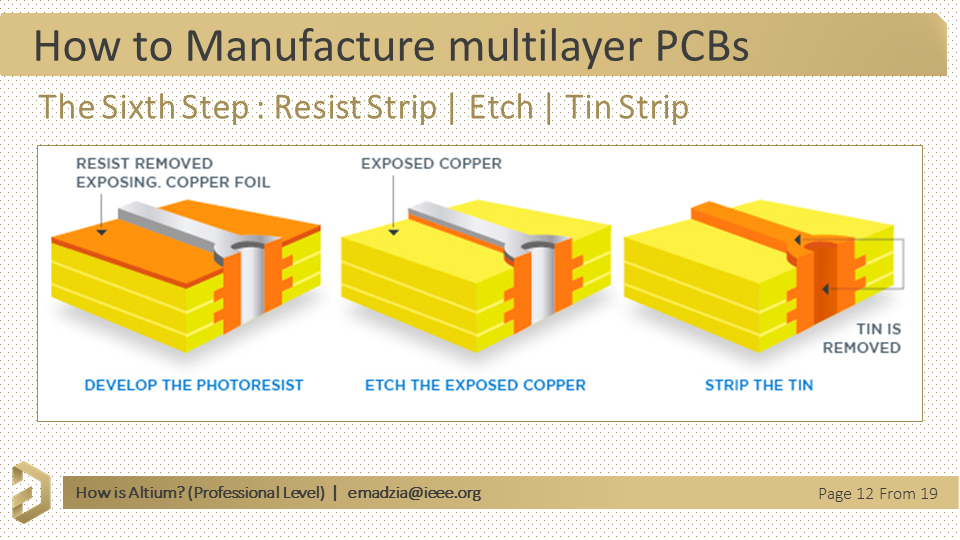 How to Manufacture multilayer PCBs
The Sixth Step : Resist Strip | Etch | Tin Strip
RESIST REMOVED
EXPOSING. COPPER FOIL
EXPOSED COPPER
TIN IS
REMOVED
DEVELOP THE PHOTORESIST
ETCH THE EXPOSED COPPER
STRIP THE TIN
How is Altium? (Professional Level) | emadzia@ieee.org
Page 12 From 19